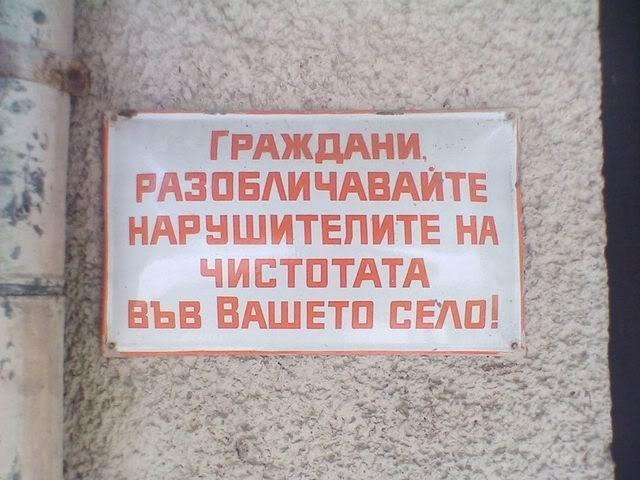 Граждани,
разобличавайте
нарушителите на
чистотата
във Вашето село!